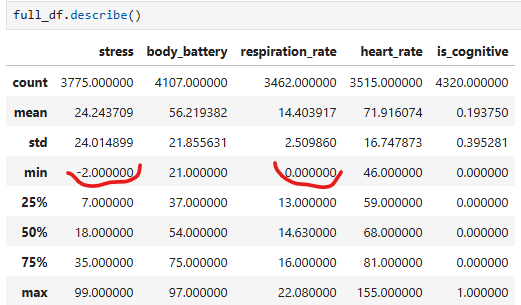 full_df.describe()
stress body_battery respiration_rate heart_rate is_cognitive
count 3775.000000 4107.000000 3462.000000 3515.000000 4320.000000
mean 24.243709 56.219382 14.403917 71.916074 0.193750
std 24.014899 21.855631 2.509860 16.747873 0.395281
min -2.000000 21.000000 0.000000 46.000000 0.000000
25% 7.000000 37.000000 13.000000 59.000000 0.000000
50% 18.000000 54.000000 14.630000 68.000000 0.000000
75% 35.000000 75.000000 16.000000 81.000000 0.000000
max 99.000000 97.000000 22.080000 155.000000 1.000000